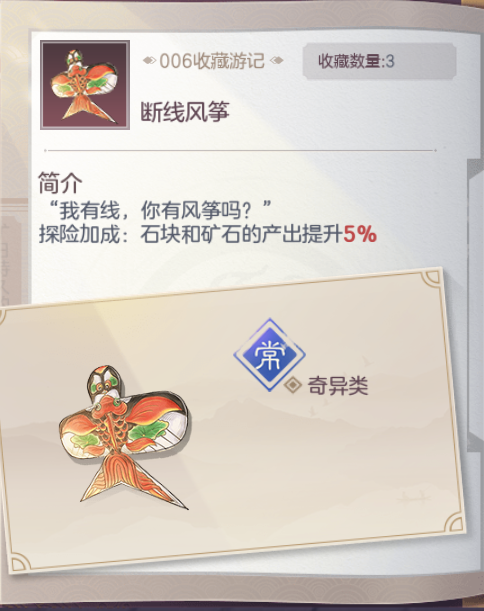 006收藏游记
收藏数量:3
断线风筝
简介
“我有线，你有风筝吗？”
探险加成：石块和矿石的产出提升5%
常
奇异类